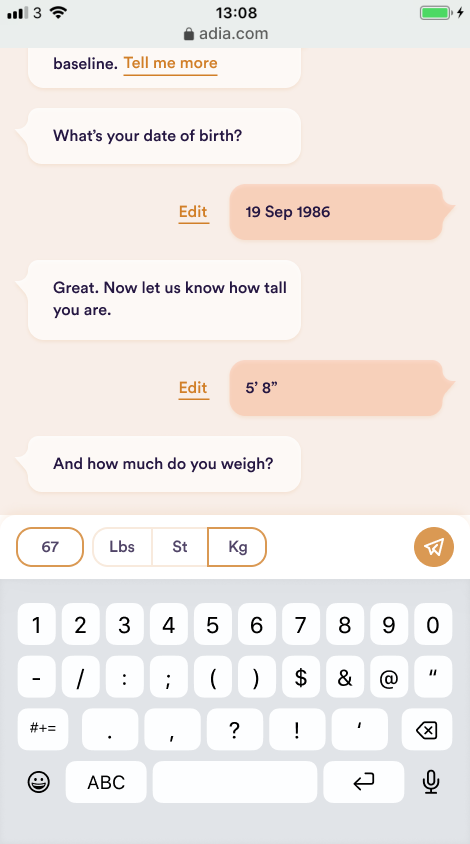 3 13:08
adia.com
baseline. Tell me more
What’s your date of birth?
Edit 19 Sep 1986
Great. Now let us know how tall
you are.
Edit 5’ 8”
And how much do you weigh?
67 Lbs St Kg
1 2 3 4 5 6 7 8 9 0
- / : ; ( ) $ & @ “
#+= . , ? ! ‘
ABC